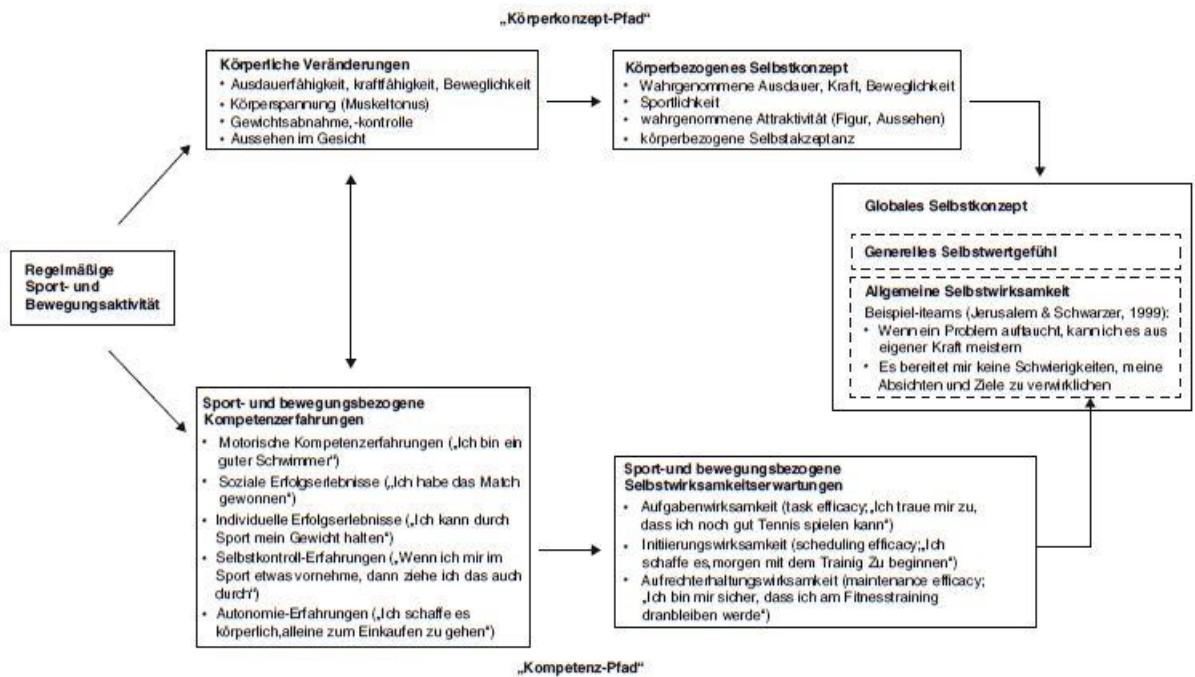 „Körperkonzept-Pfad“
Körperliche Veränderungen
• Ausdauerfähigkeit, kraftfähigkeit, Beweglichkeit
• Körperspannung (Muskeltonus)
• Gewichtsabnahme,-kontrolle
• Aussehen im Gesicht
Körperbezogenes Selbstkonzept
• Wahrgenommene Ausdauer, Kraft, Beweglichkeit
• Sportlichkeit
• wahrgenommene Attraktivität (Figur, Aussehen)
• körperbezogene Selbstakzeptanz
Regelmäßige
Sport- und
Bewegungsaktivität
Globales Selbstkonzept
Generelles Selbstwertgefühl
Allgemeine Selbstwirksamkeit
Beispiel-iteams (Jerusalem & Schwarzer, 1999):
• Wenn ein Problem auftaucht, kann ich es aus
eigener Kraft meistern
• Es bereitet mir keine Schwierigkeiten, meine
Absichten und Ziele zu verwirklichen
Sport- und bewegungsbezogene
Kompetenzerfahrungen
• Motorische Kompetenzerfahrungen („Ich bin ein
guter Schwimmer“)
• Soziale Erfolgserlebnisse („Ich habe das Match
gewonnen“)
• Individuelle Erfolgserlebnisse („Ich kann durch
Sport mein Gewicht halten“)
• Selbstkontroll-Erfahrungen („Wenn ich mir im
Sport etwas vornehme, dann ziehe ich das auch
durch“)
• Autonomie-Erfahrungen („Ich schaffe es
körperlich,alleine zum Einkaufen zu gehen“)
Sport-und bewegungsbezogene
Selbstwirksamkeitserwartungen
• Aufgabenwirksamkeit (task efficacy;„Ich traue mir zu,
dass ich noch gut Tennis spielen kann“)
• Initiierungswirksamkeit (scheduling efficacy;„Ich
schaffe es,morgen mit dem Trainig Zu beginnen“)
• Aufrechterhaltungswirksamkeit (maintenance efficacy;
„Ich bin mir sicher, dass ich am Fitnesstraining
dranbleiben werde“)
„Kompetenz-Pfad“